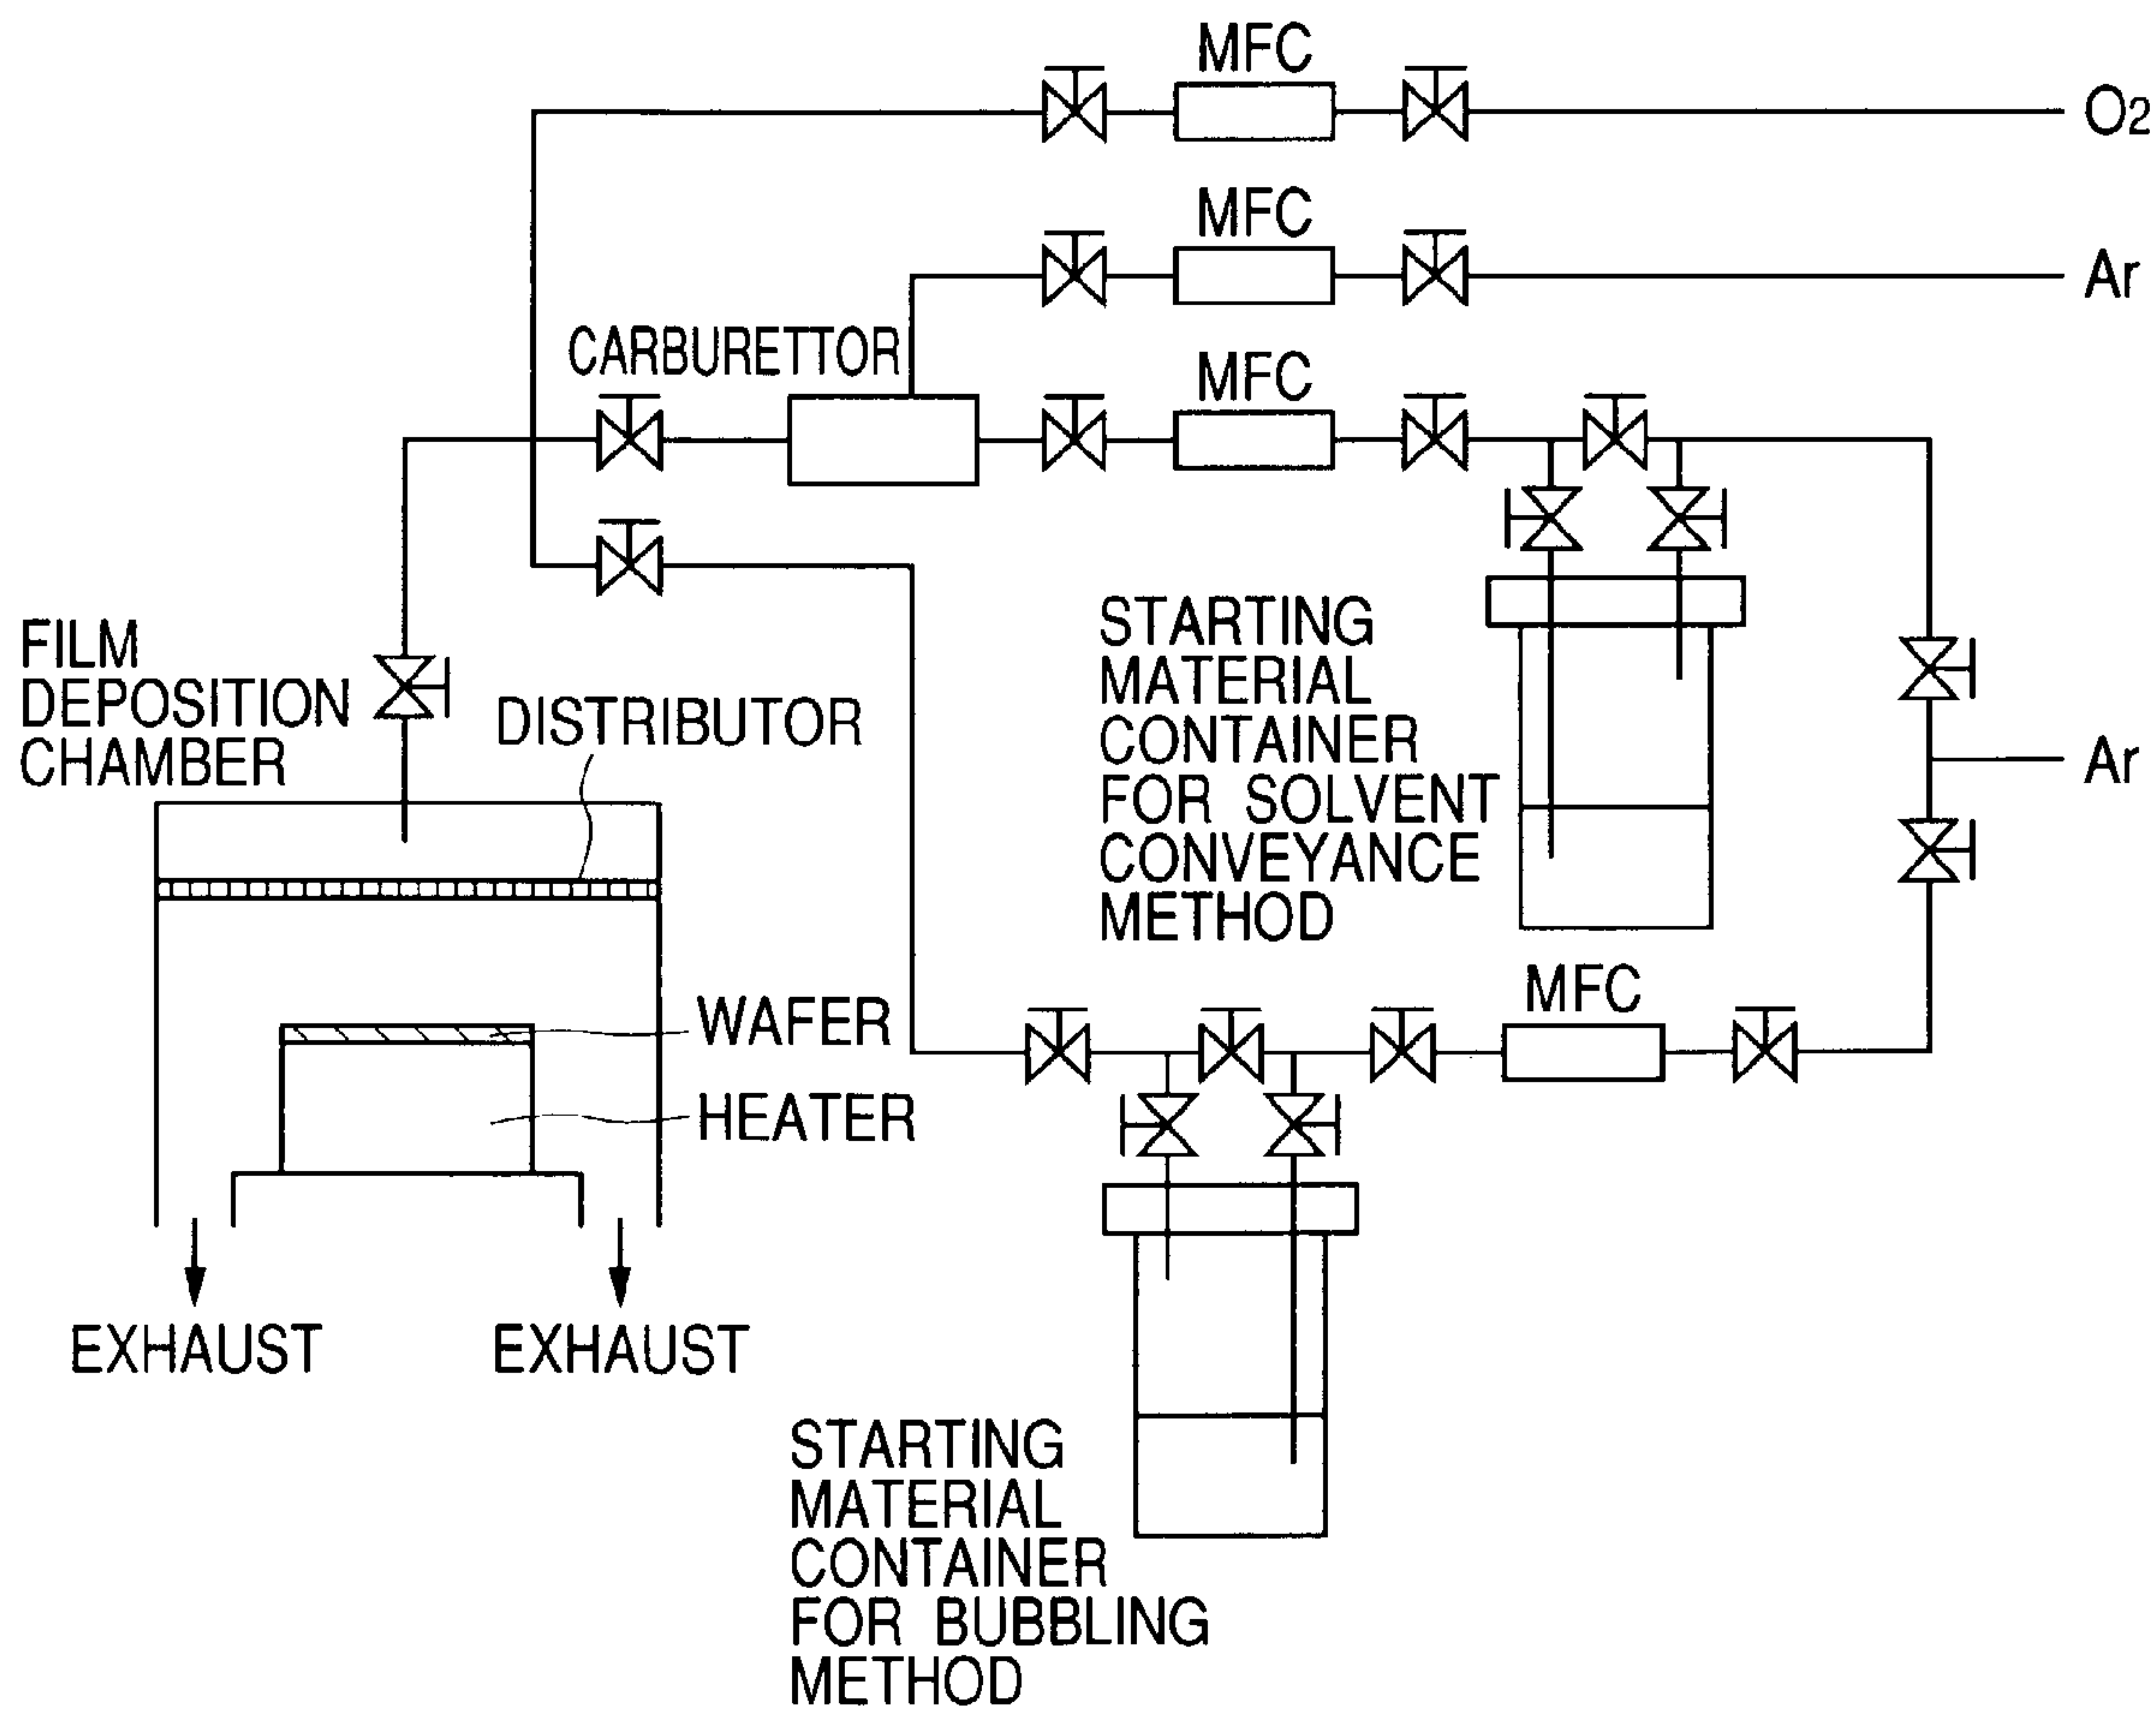 MFC
O2
MFC
Ar
CARBURETTOR
MFC
STARTING
MATERIAL
CONTAINER
FOR SOLVENT
CONVEYANCE
METHOD
FILM
DEPOSITION
CHAMBER
DISTRIBUTOR
Ar
MFC
WAFER
HEATER
EXHAUST
EXHAUST
STARTING
MATERIAL
CONTAINER
FOR BUBBLING
METHOD